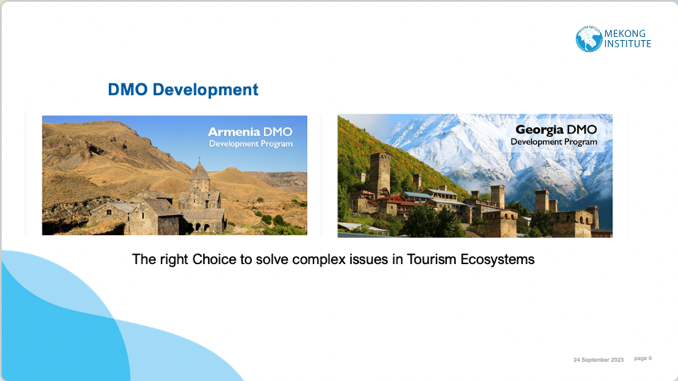 MEKONG
INSTITUTE
DMO Development
Armenia DMO
Development Program
Georgia DMO
Development Program
The right Choice to solve complex issues in Tourism Ecosystems
24 September 2023
page 6